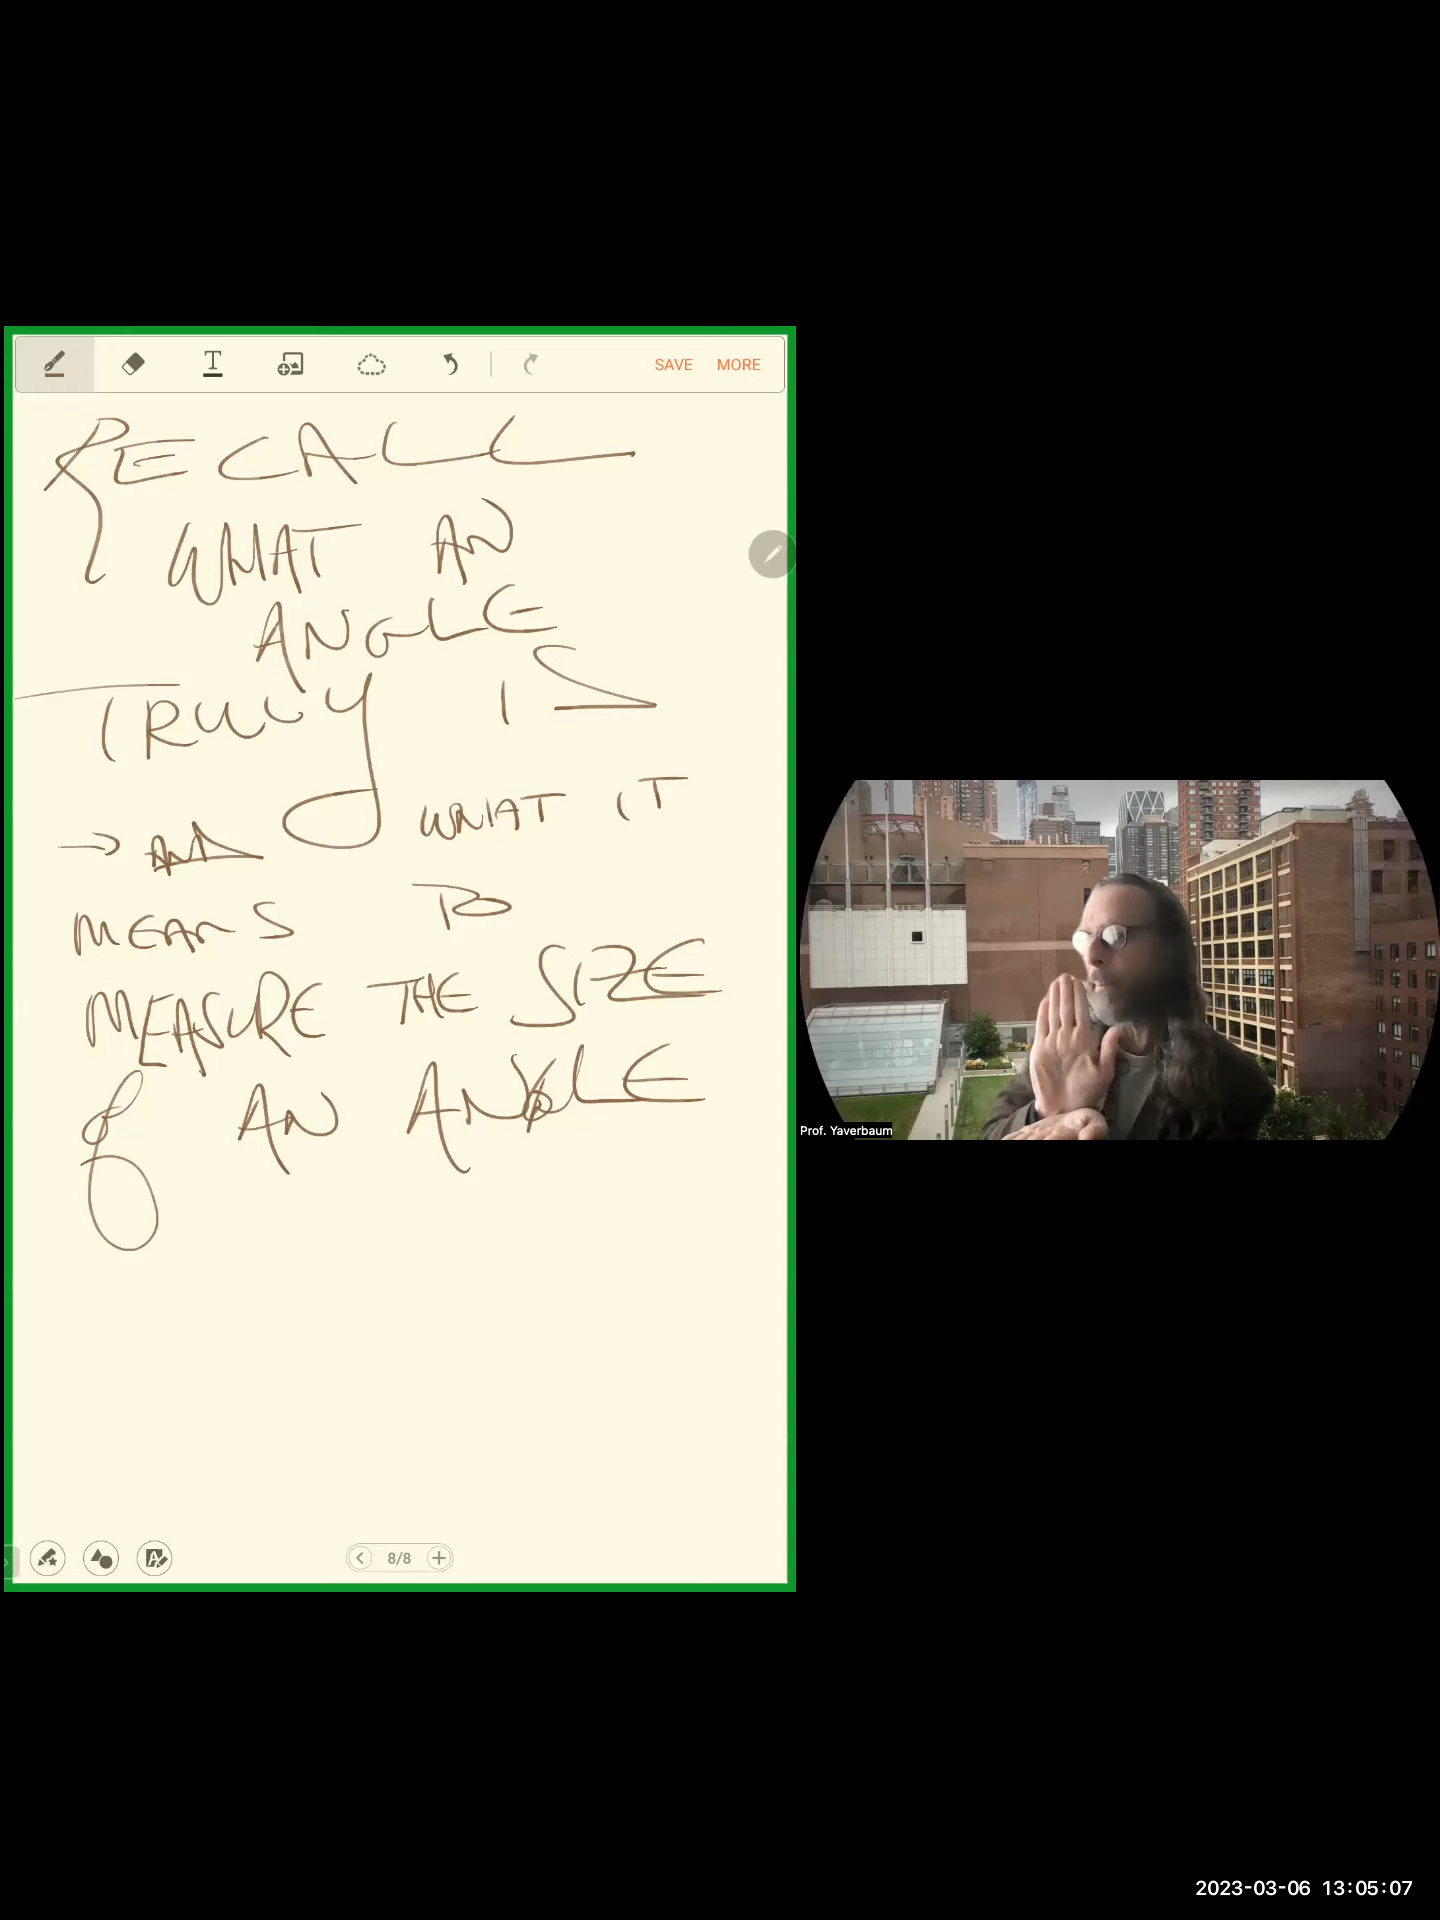 SAVE MORE
RECALL
WHAT AN
ANGLE
TRULY IS
→ AND WHAT IT
MEANS TO
MEASURE THE SIZE
of AN ANGLE
8/8
Prof. Yaverbaum
2023-03-06 13:05:07